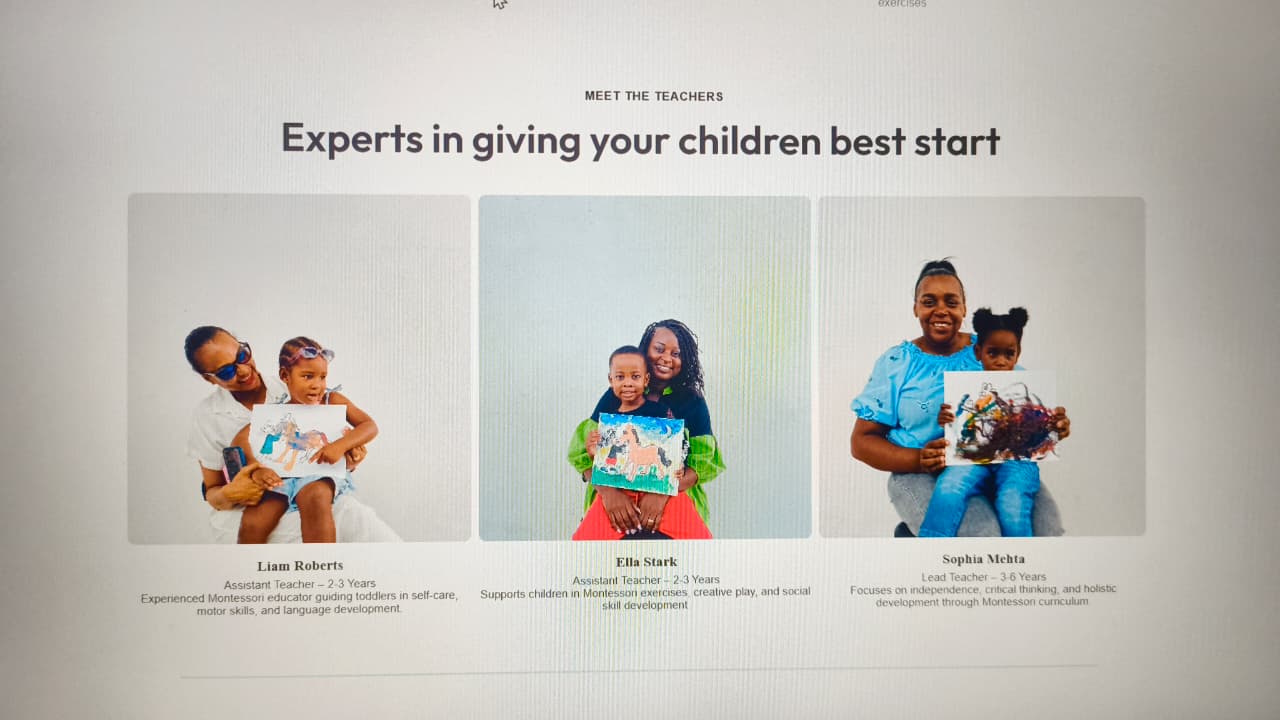 exercises
MEET THE TEACHERS
Experts in giving your children best start
Liam Roberts
Assistant Teacher – 2-3 Years
Experienced Montessori educator guiding toddlers in self-care,
motor skills, and language development.
Ella Stark
Assistant Teacher – 2-3 Years
Supports children in Montessori exercises, creative play, and social
skill development
Sophia Mehta
Lead Teacher – 3-6 Years
Focuses on independence, critical thinking, and holistic
development through Montessori curriculum